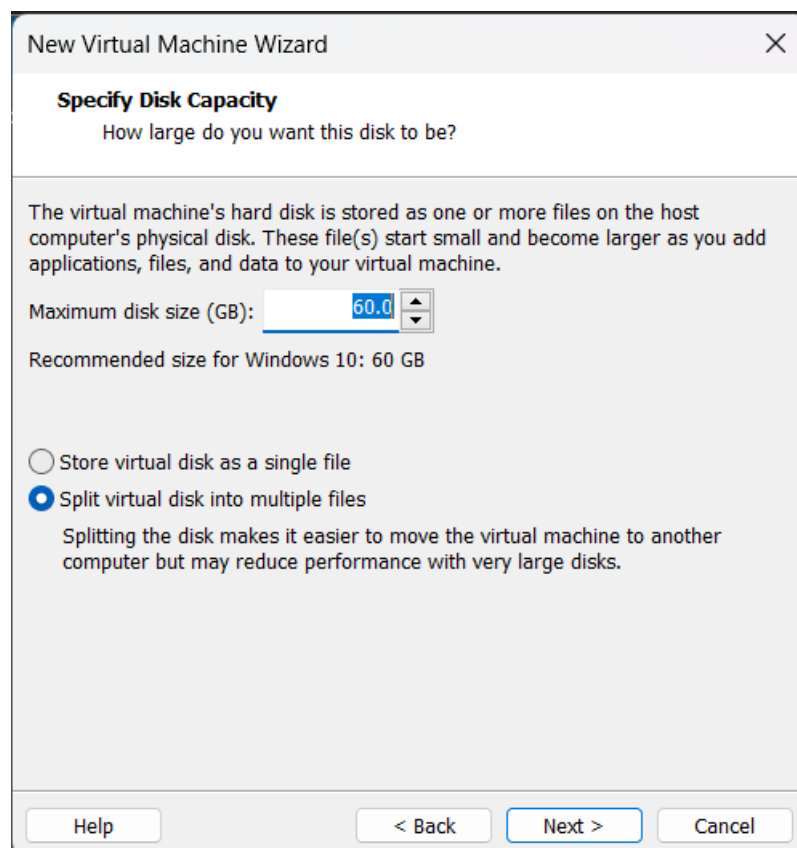 New Virtual Machine Wizard
Specify Disk Capacity
How large do you want this disk to be?
The virtual machine's hard disk is stored as one or more files on the host
computer's physical disk. These file(s) start small and become larger as you add
applications, files, and data to your virtual machine.
Maximum disk size (GB): 60.0
Recommended size for Windows 10: 60 GB
Store virtual disk as a single file
Split virtual disk into multiple files
Splitting the disk makes it easier to move the virtual machine to another
computer but may reduce performance with very large disks.
Help < Back Next > Cancel